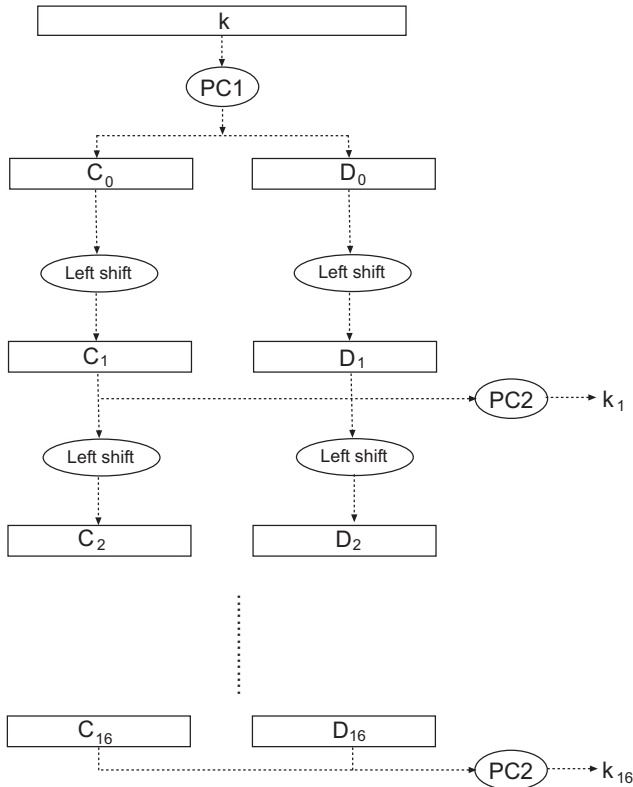 k
PC1
C₀ D₀
Left shift Left shift
C₁ D₁
PC2 k₁
Left shift Left shift
C₂ D₂
C₁₆ D₁₆
PC2 k₁₆